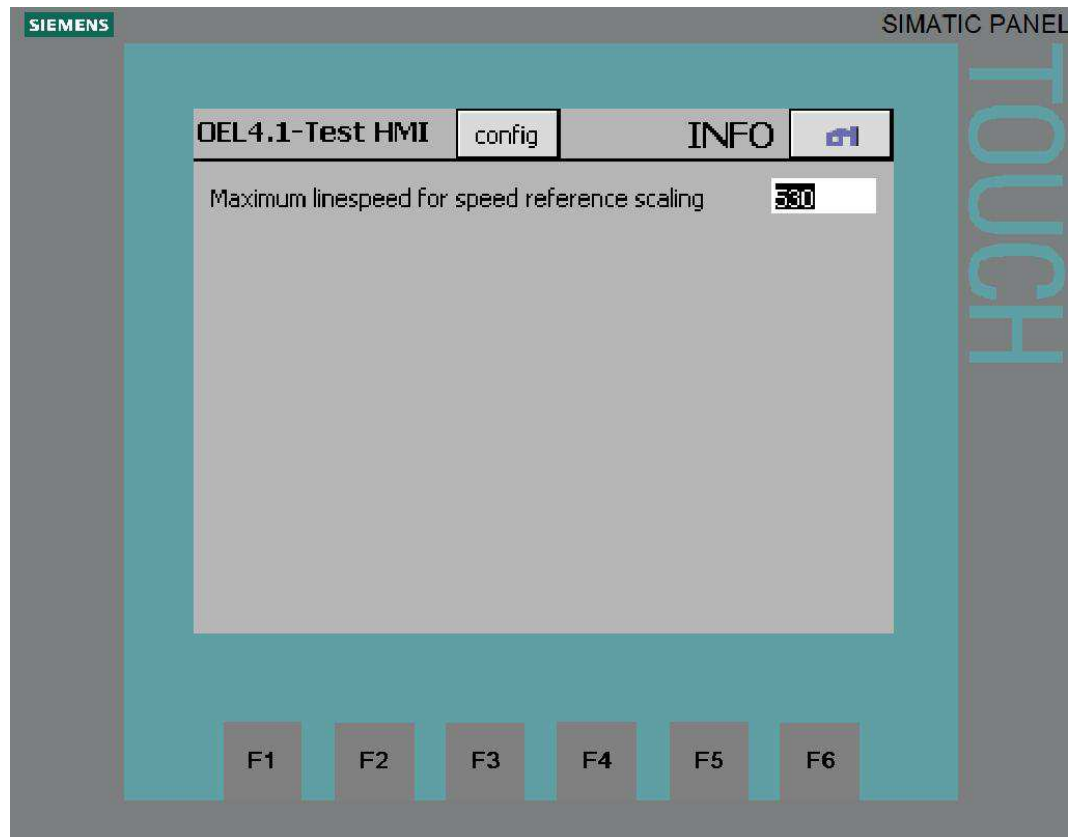 SIEMENS
SIMATIC PANEL
TOUCH
OEL4.1-Test HMI config INFO
Maximum linespeed for speed reference scaling 530
F1 F2 F3 F4 F5 F6